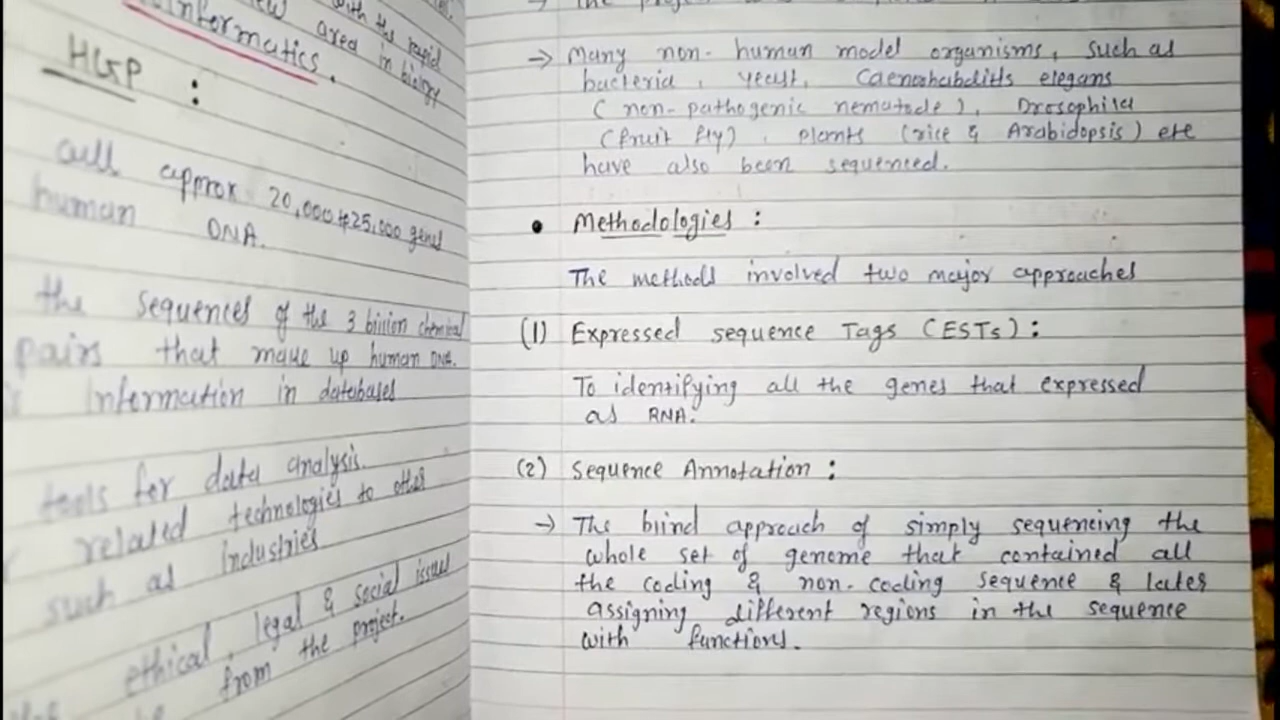 with the rapid
new area in biology
Informatics.
HGP :
all approx 20,000 to 25,000 genes
human DNA.
the sequences of the 3 billion chemical
pairs that make up human DNA.
information in databases
tools for data analysis.
related technologies to other
such as industries
ethical, legal & social issues
from the project.
→ Many non-human model organisms, such as
bacteria, yeast, Caenorhabditis elegans
(non-pathogenic nematode), Drosophila
(fruit fly), plants (rice & Arabidopsis) etc
have also been sequenced.
• Methodologies :
The methods involved two major approaches
(1) Expressed sequence Tags (ESTs) :
To identifying all the genes that expressed
as RNA.
(2) Sequence Annotation :
→ The blind approach of simply sequencing the
whole set of genome that contained all
the coding & non-coding sequence & later
assigning different regions in the sequence
with functions.